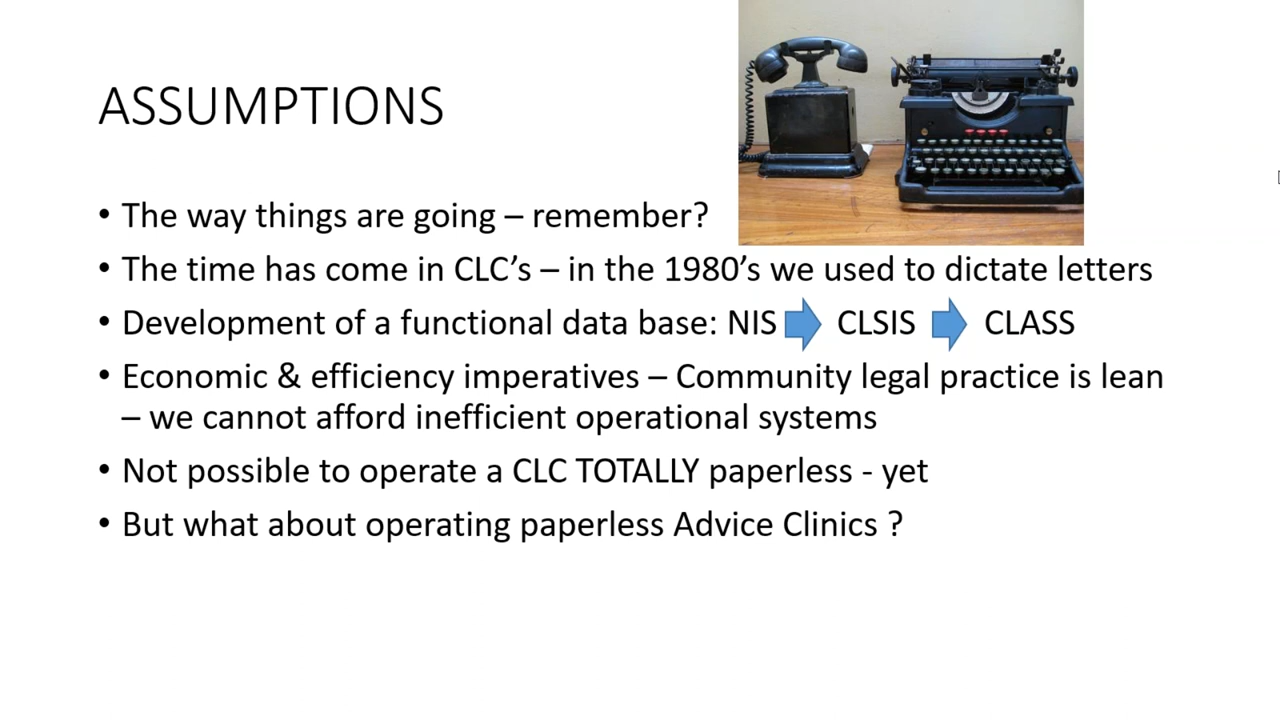 ASSUMPTIONS
• The way things are going – remember?
• The time has come in CLC’s – in the 1980’s we used to dictate letters
• Development of a functional data base: NIS CLSIS CLASS
• Economic & efficiency imperatives – Community legal practice is lean
– we cannot afford inefficient operational systems
• Not possible to operate a CLC TOTALLY paperless - yet
• But what about operating paperless Advice Clinics ?